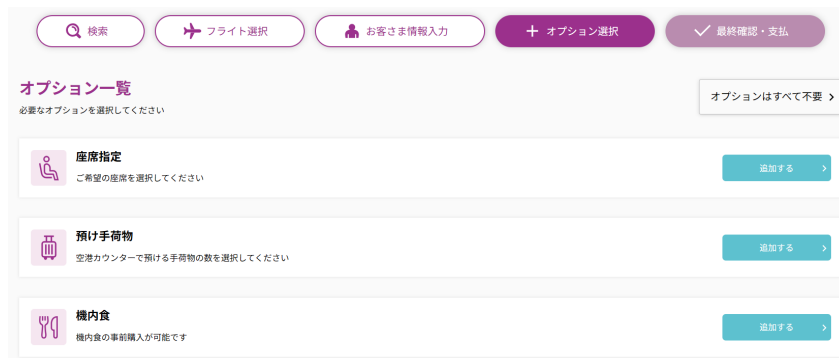 検索
フライト選択
お客さま情報入力
オプション選択
最終確認・支払
オプション一覧
必要なオプションを選択してください
オプションはすべて不要
座席指定
ご希望の座席を選択してください
追加する
預け手荷物
空港カウンターで預ける手荷物の数を選択してください
追加する
機内食
機内食の事前購入が可能です
追加する